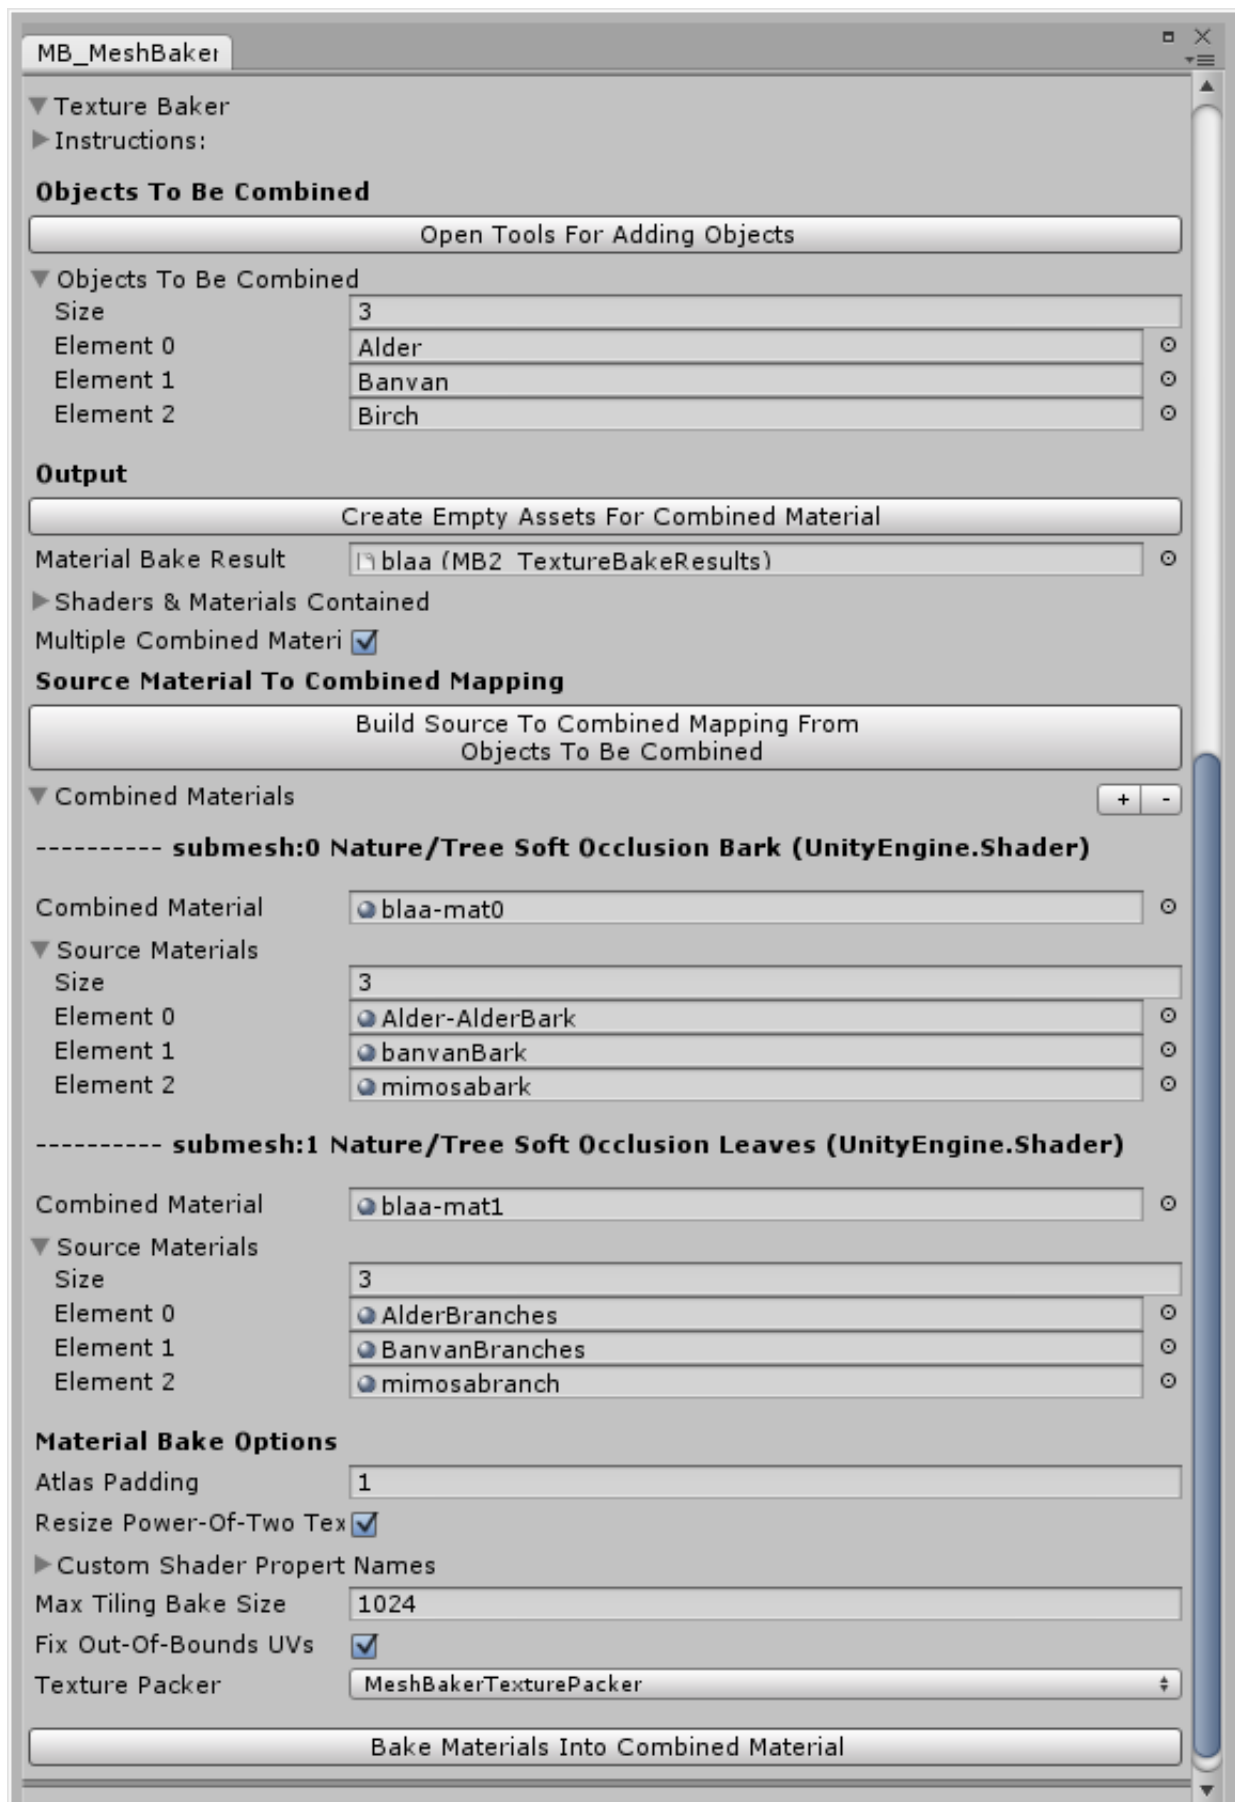 MB_MeshBaker
Texture Baker
Instructions:
Objects To Be Combined
Open Tools For Adding Objects
Objects To Be Combined
Size 3
Element 0 Alder
Element 1 Banvan
Element 2 Birch
Output
Create Empty Assets For Combined Material
Material Bake Result blaa (MB2_TextureBakeResults)
Shaders & Materials Contained
Multiple Combined Materi
Source Material To Combined Mapping
Build Source To Combined Mapping From
Objects To Be Combined
Combined Materials + -
---------- submesh:0 Nature/Tree Soft Occlusion Bark (UnityEngine.Shader)
Combined Material blaa-mat0
Source Materials
Size 3
Element 0 Alder-AlderBark
Element 1 banvanBark
Element 2 mimosabark
---------- submesh:1 Nature/Tree Soft Occlusion Leaves (UnityEngine.Shader)
Combined Material blaa-mat1
Source Materials
Size 3
Element 0 AlderBranches
Element 1 BanvanBranches
Element 2 mimosabranch
Material Bake Options
Atlas Padding 1
Resize Power-Of-Two Tex
Custom Shader Propert Names
Max Tiling Bake Size 1024
Fix Out-Of-Bounds UVs
Texture Packer MeshBakerTexturePacker
Bake Materials Into Combined Material